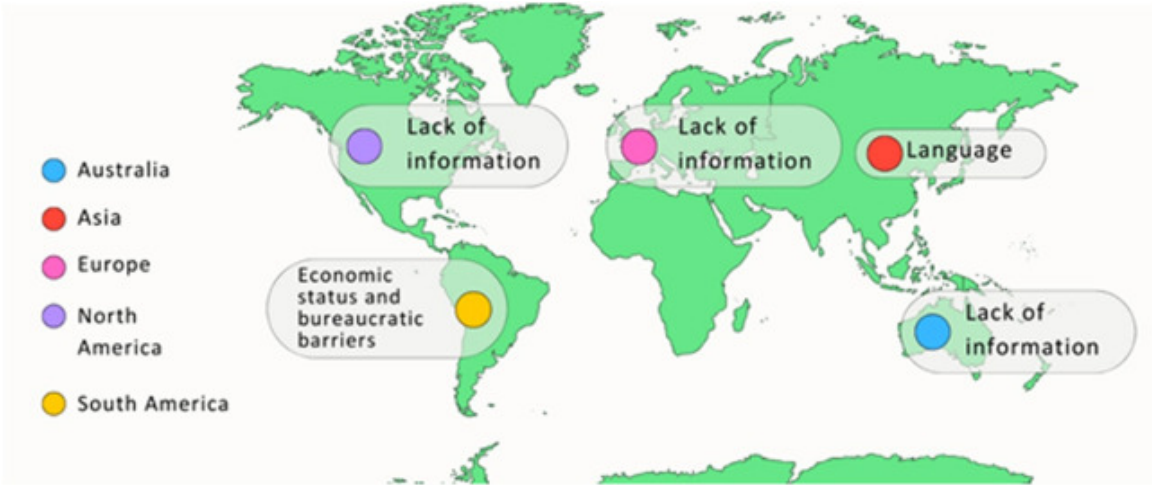 Australia
Asia
Europe
North
America
South America
Lack of
information
Lack of
information
Language
Economic
status and
bureaucratic
barriers
Lack of
information